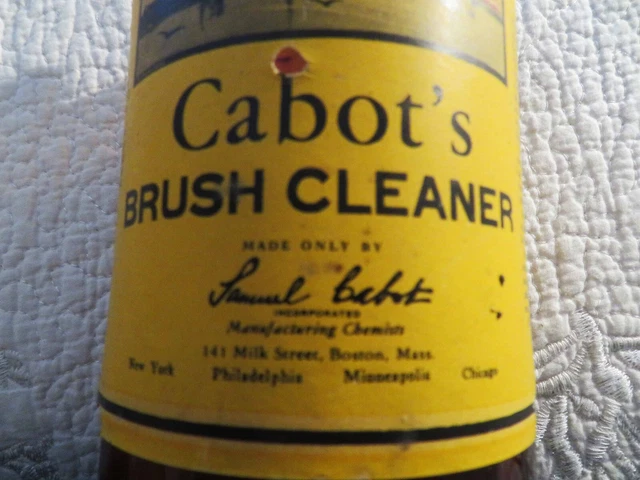 Cabot's
BRUSH CLEANER
MADE ONLY BY
Samuel Cabot
INCORPORATED
Manufacturing Chemists
141 Milk Street, Boston, Mass.
New York Philadelphia Minneapolis Chicago